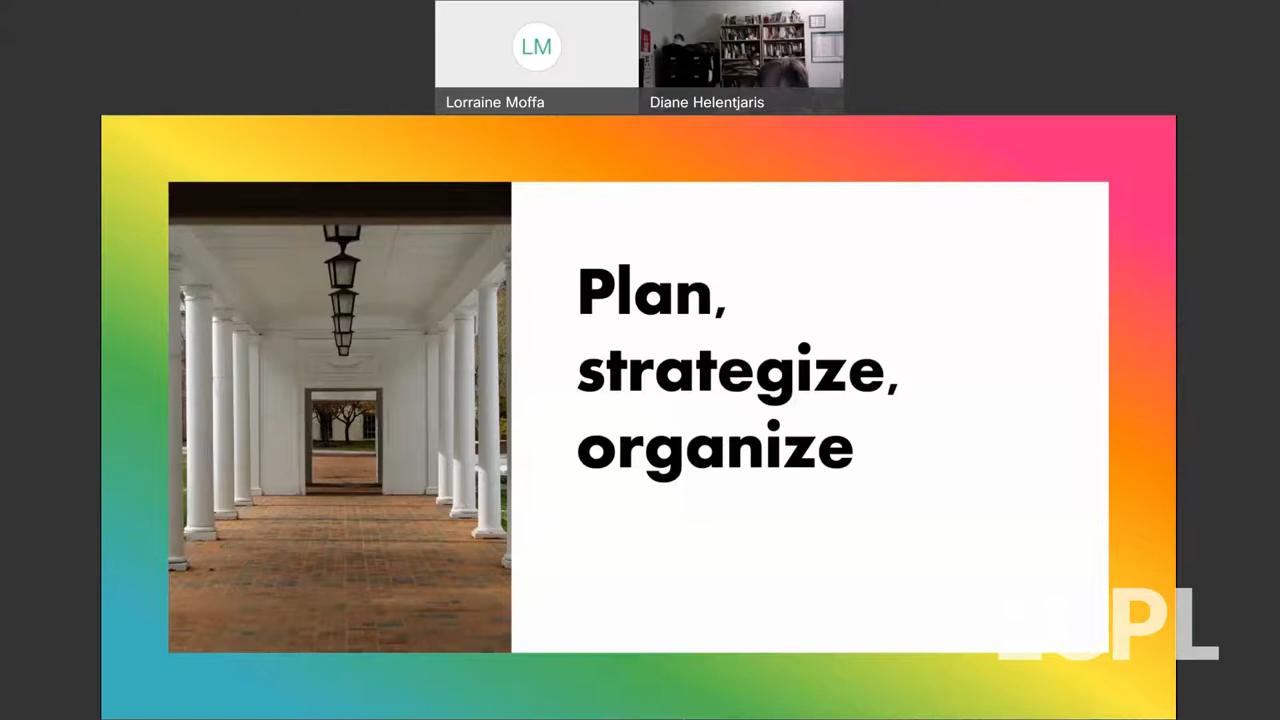 LM
Lorraine Moffa
Diane Helentjaris
Plan,
strategize,
organize